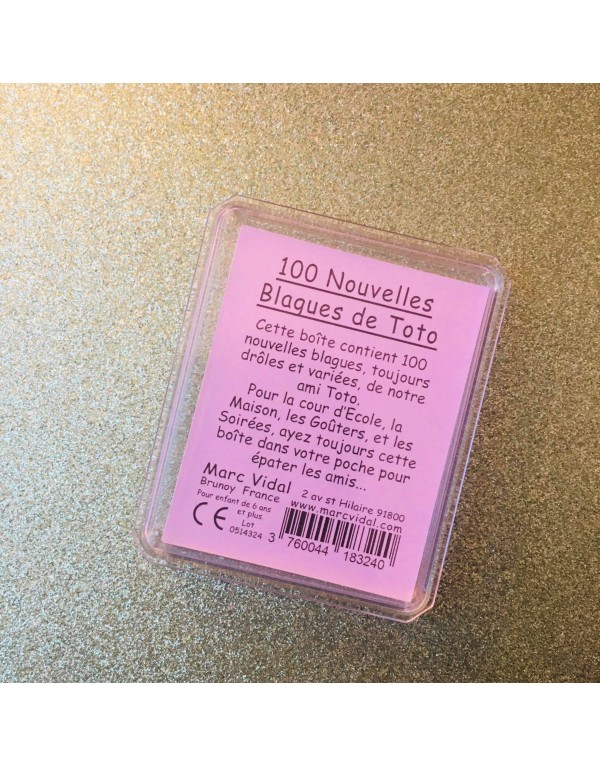 100 Nouvelles
Blagues de Toto
Cette boîte contient 100
nouvelles blagues, toujours
drôles et variées, de notre
ami Toto.
Pour la cour d'Ecole, la
Maison, les Goûters, et les
Soirées, ayez toujours cette
boîte dans votre poche pour
épater les amis...
Marc Vidal 2 av st Hilaire 91800
Brunoy France www.marcvidal.com
Pour enfant de 6 ans
et plus.
Lot
0514324
CE
3 760044 183240